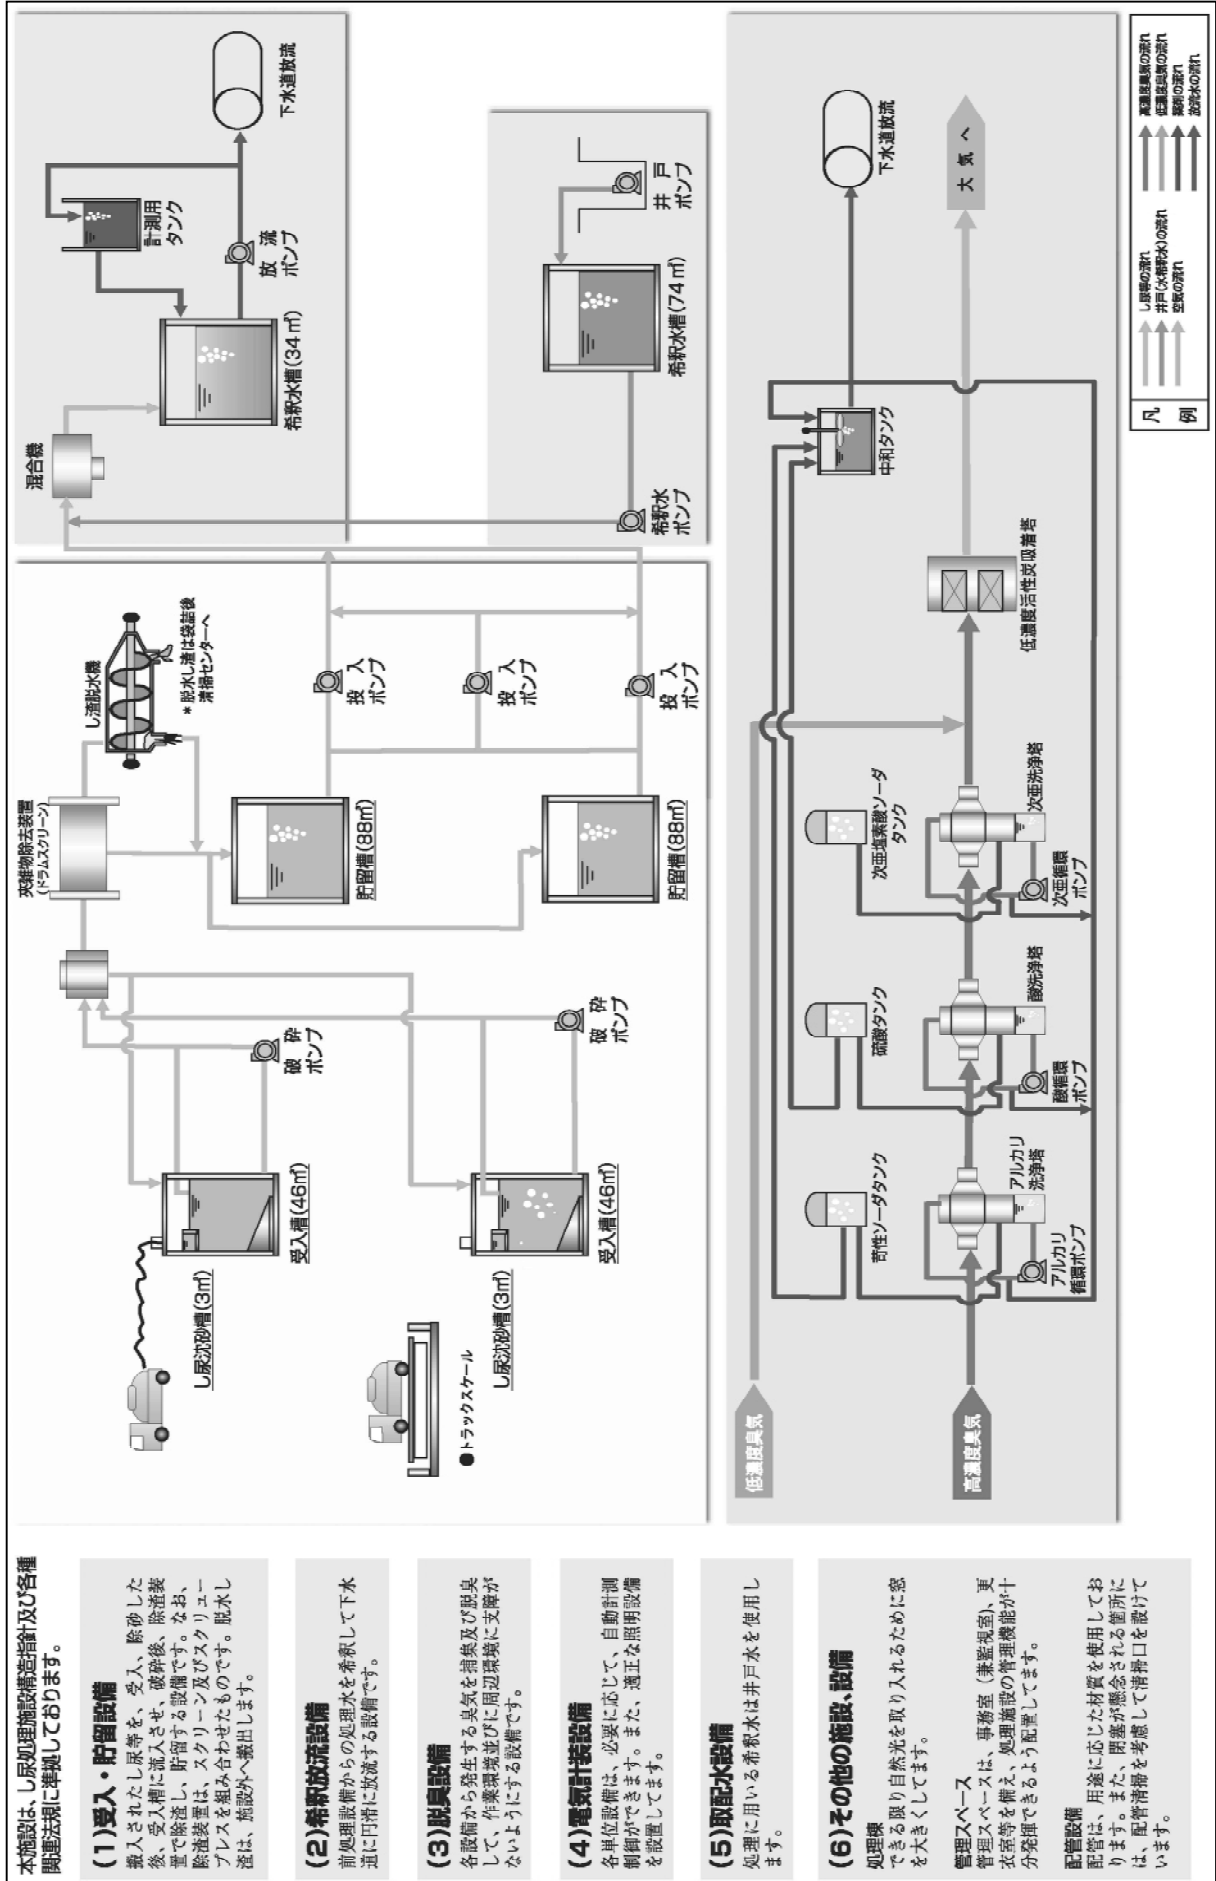 本施設は、し尿処理施設構造指針及び各種
関連法規に準拠しております。
(1)受入・貯留設備
搬入されたし尿等を、受入、除砂した
後、受入槽に流入させ、破砕後、除渣装
置で除渣し、貯留する設備です。なお、
除渣装置は、スクリーン及びスクリュー
プレスを組み合わせたものです。脱水し
渣は、施設外へ搬出します。
(2)希釈放流設備
前処理設備からの処理水を希釈して下水
道に円滑に放流する設備です。
(3)脱臭設備
各設備から発生する臭気を捕集及び脱臭
して、作業環境並びに周辺環境に支障が
ないようにする設備です。
(4)電気計装設備
各単位設備は、必要に応じて、自動計測
制御ができます。また、適正な照明設備
を設置してます。
(5)取配水設備
処理に用いる希釈水は井戸水を使用し
ます。
(6)その他の施設、設備
処理棟
できる限り自然光を取り入れるために窓
を大きくしてます。
管理スペース
管理スペースは、事務室（兼監視室）、更
衣室等を備え、処理施設の管理機能が十
分発揮できるよう配置してます。
配管設備
配管は、用途に応じた材質を使用してお
ります。また、閉塞が懸念される箇所に
は、配管清掃を考慮して清掃口を設けて
います。
し尿沈砂槽(3㎥)
受入槽(46㎥)
破砕
ポンプ
●トラックスケール
し尿沈砂槽(3㎥)
受入槽(46㎥)
破砕
ポンプ
夾雑物除去装置
(ドラムスクリーン)
し渣脱水機
*脱水し渣は袋詰後
清掃センターへ
貯留槽(88㎥)
貯留槽(88㎥)
投入
ポンプ
投入
ポンプ
投入
ポンプ
混合機
希釈水槽(34㎥)
計測用
タンク
放流
ポンプ
下水道放流
希釈水
ポンプ
希釈水槽(74㎥)
井戸
ポンプ
低濃度臭気
高濃度臭気
苛性ソーダタンク
アルカリ
洗浄塔
アルカリ
循環ポンプ
硫酸タンク
酸洗浄塔
酸循環
ポンプ
次亜塩素酸ソーダ
タンク
次亜洗浄塔
次亜循環
ポンプ
低濃度活性炭吸着塔
中和タンク
下水道放流
大気へ
凡例
し尿等の流れ
井戸(水希釈水)の流れ
空気の流れ
高濃度臭気の流れ
低濃度臭気の流れ
薬剤の流れ
放流水の流れ